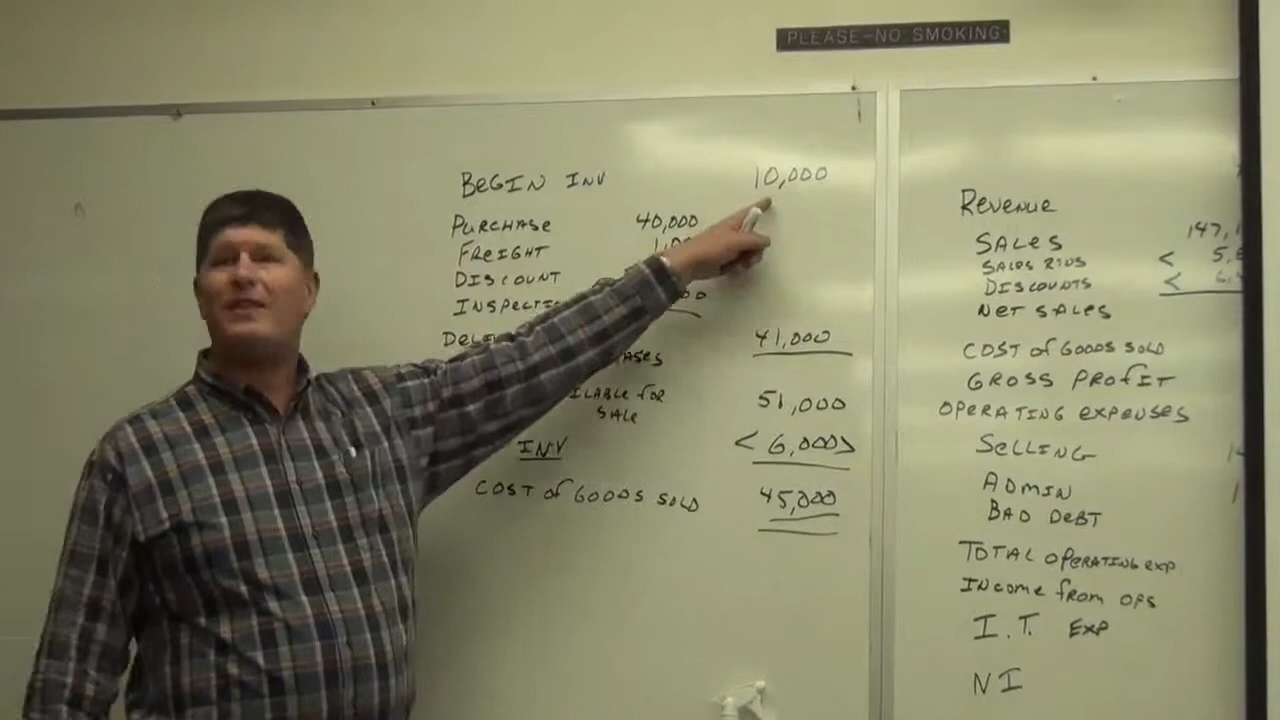 PLEASE-NO SMOKING
BEGIN INV 10,000
PURCHASE 40,000
FREIGHT
DISCOUNT
41,000
51,000
SALE
INV < 6,000>
COST OF GOODS SOLD 45,000
Revenue
SALES
SALES
DISCOUNTS
NET SALES
COST OF GOODS SOLD
GROSS PROFIT
OPERATING EXPENSES
SELLING
ADMIN
BAD DEBT
TOTAL OPERATING EXP
INCOME FROM OPS
I.T. EXP
NI